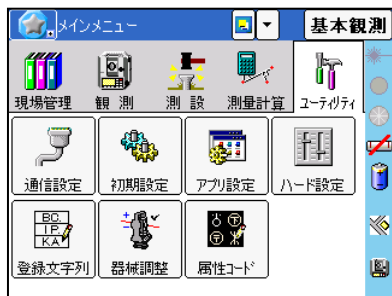 メインメニュー
基本観測
現場管理 観 測 測 設 測量計算 ユーティリティ
通信設定 初期設定 アプリ設定 ハード設定
BC.
I.P.
KA
登録文字列 器械調整 属性コード